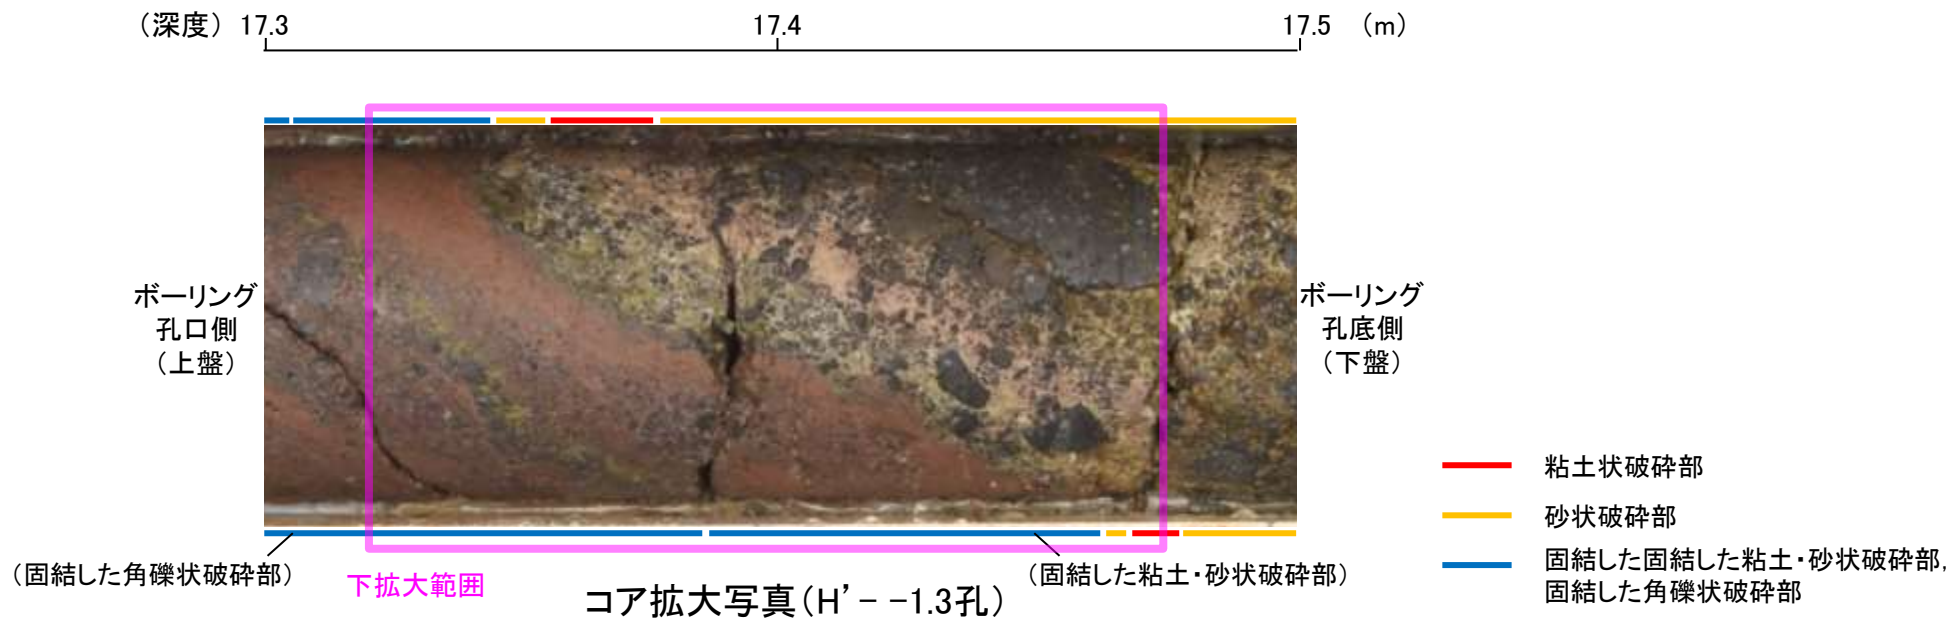 （深度） 17.3 17.4 17.5 （m）
ボーリング
孔口側
（上盤）
ボーリング
孔底側
（下盤）
粘土状破砕部
砂状破砕部
固結した固結した粘土・砂状破砕部,
固結した角礫状破砕部
（固結した角礫状破砕部）
下拡大範囲
（固結した粘土・砂状破砕部）
コア拡大写真（H’- -1.3孔）